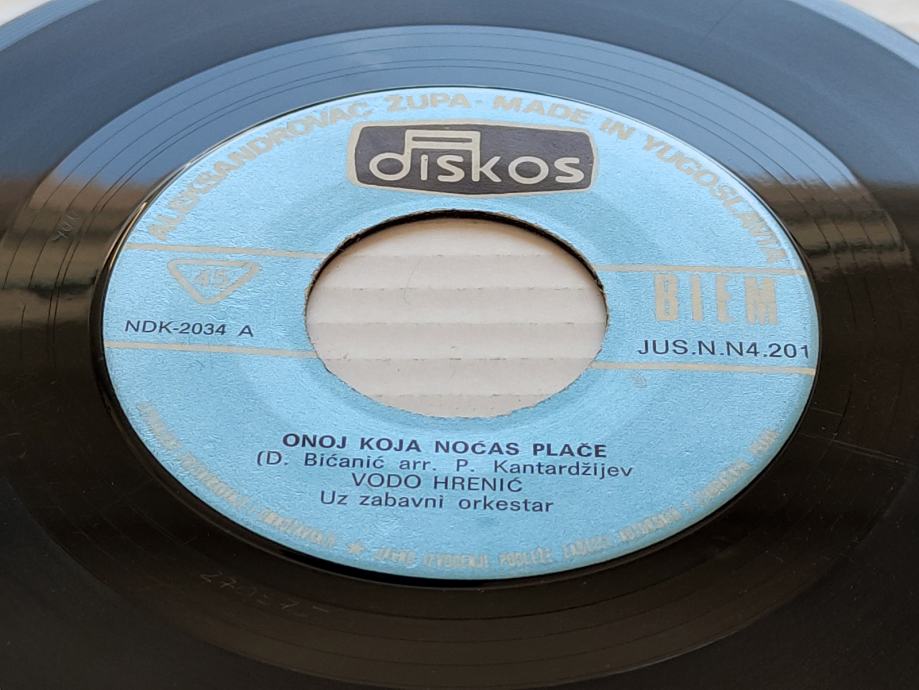 ALEKSANDROVAC ŽUPA · MADE IN YUGOSLAVIA
diskos
45
BIEM
NDK-2034 A
JUS.N.N4.201
ONOJ KOJA NOĆAS PLAČE
(D. Bićanić arr. P. Kantardžijev
VODO HRENIĆ
Uz zabavni orkestar